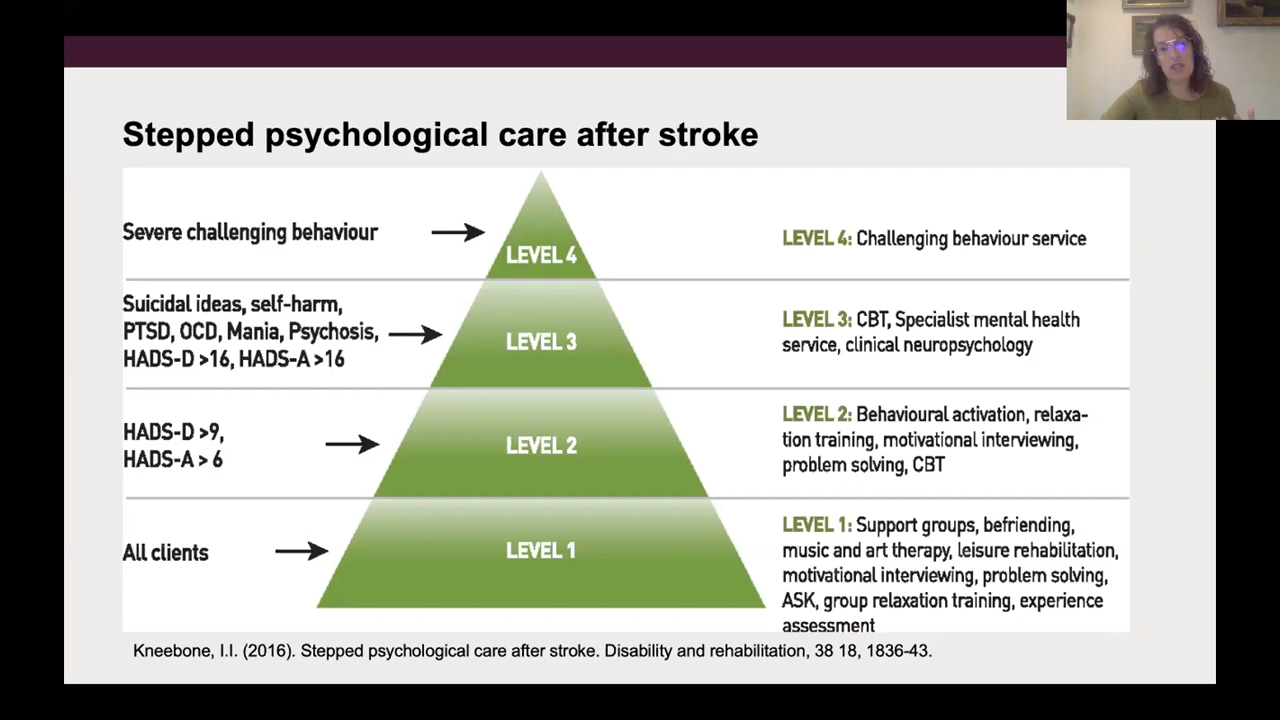 Stepped psychological care after stroke
Severe challenging behaviour
LEVEL 4
LEVEL 4: Challenging behaviour service
Suicidal ideas, self-harm,
PTSD, OCD, Mania, Psychosis,
HADS-D >16, HADS-A >16
LEVEL 3
LEVEL 3: CBT, Specialist mental health
service, clinical neuropsychology
HADS-D >9,
HADS-A > 6
LEVEL 2
LEVEL 2: Behavioural activation, relaxa-
tion training, motivational interviewing,
problem solving, CBT
All clients
LEVEL 1
LEVEL 1: Support groups, befriending,
music and art therapy, leisure rehabilitation,
motivational interviewing, problem solving,
ASK, group relaxation training, experience
assessment
Kneebone, I.I. (2016). Stepped psychological care after stroke. Disability and rehabilitation, 38 18, 1836-43.